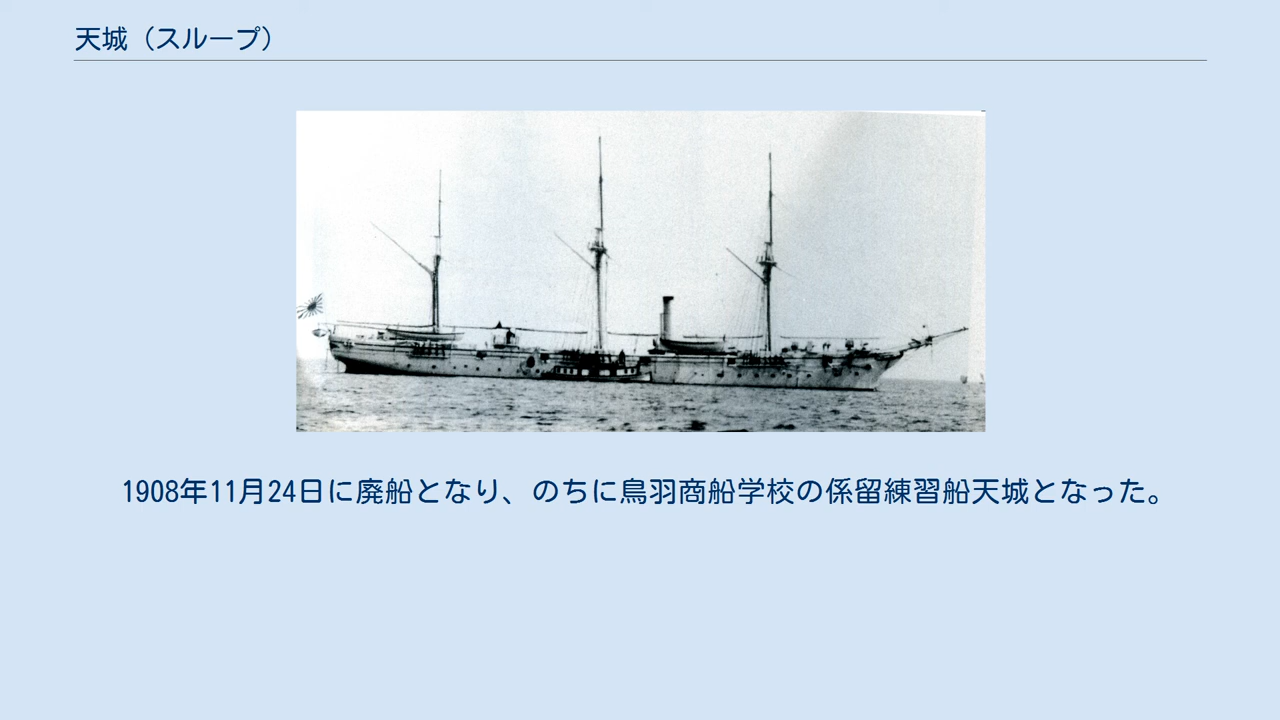 天城（スループ）
1908年11月24日に廃船となり、のちに鳥羽商船学校の係留練習船天城となった。